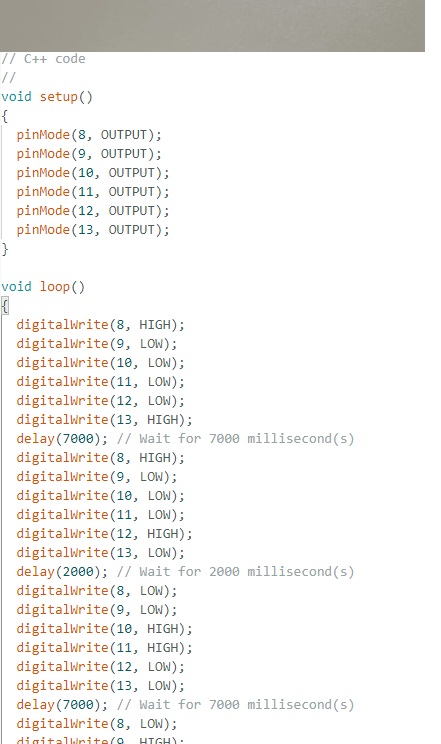 // C++ code
//
void setup()
{
  pinMode(8, OUTPUT);
  pinMode(9, OUTPUT);
  pinMode(10, OUTPUT);
  pinMode(11, OUTPUT);
  pinMode(12, OUTPUT);
  pinMode(13, OUTPUT);
}

void loop()
{
  digitalWrite(8, HIGH);
  digitalWrite(9, LOW);
  digitalWrite(10, LOW);
  digitalWrite(11, LOW);
  digitalWrite(12, LOW);
  digitalWrite(13, HIGH);
  delay(7000); // Wait for 7000 millisecond(s)
  digitalWrite(8, HIGH);
  digitalWrite(9, LOW);
  digitalWrite(10, LOW);
  digitalWrite(11, LOW);
  digitalWrite(12, HIGH);
  digitalWrite(13, LOW);
  delay(2000); // Wait for 2000 millisecond(s)
  digitalWrite(8, LOW);
  digitalWrite(9, LOW);
  digitalWrite(10, HIGH);
  digitalWrite(11, HIGH);
  digitalWrite(12, LOW);
  digitalWrite(13, LOW);
  delay(7000); // Wait for 7000 millisecond(s)
  digitalWrite(8, LOW);
  digitalWrite(9, HIGH);